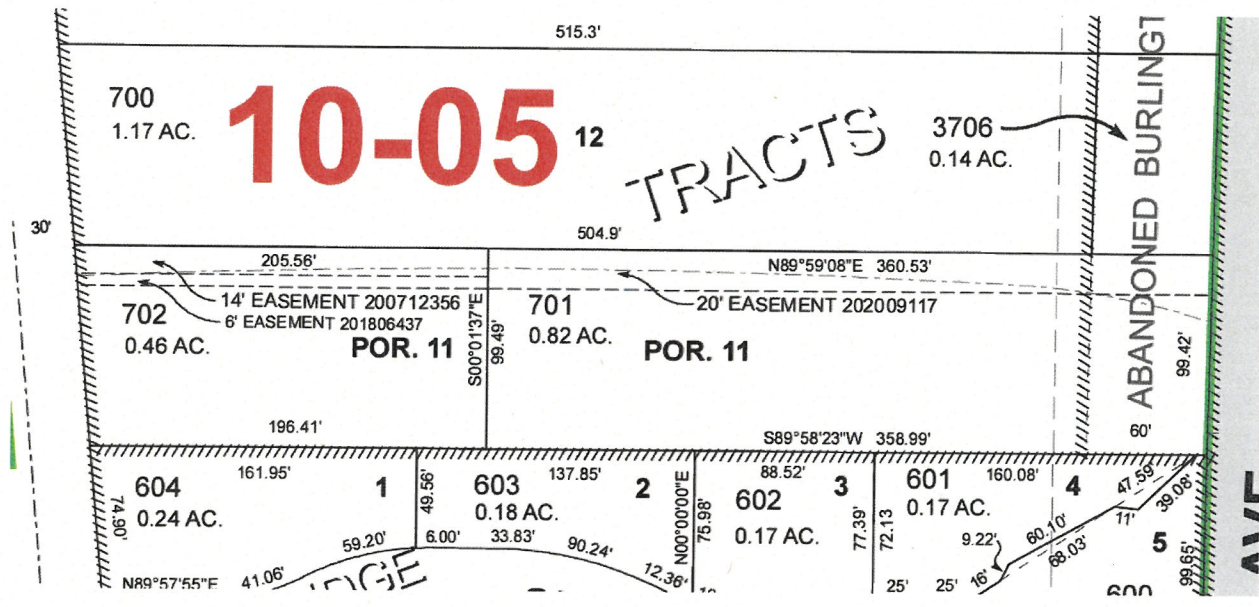 515.3'
700
1.17 AC.
10-05
12
TRACTS
3706
0.14 AC.
ABANDONED BURLINGT
30'
504.9'
205.56'
N89°59'08"E 360.53'
14' EASEMENT 200712356
6' EASEMENT 201806437
20' EASEMENT 202009117
702
0.46 AC.
POR. 11
S00°01'37"E
99.49'
701
0.82 AC.
POR. 11
99.42'
60'
196.41'
S89°58'23"W 358.99'
604
0.24 AC.
161.95'
1
74.90'
49.56'
603
0.18 AC.
137.85'
2
N00°00'00"E
75.98'
88.52'
602
0.17 AC.
3
77.39'
72.13
601
0.17 AC.
160.08'
4
47.59'
39.08'
11'
5
99.65'
60.10'
68.03'
9.22'
16'
25' 25'
600
59.20'
6.00'
33.83'
90.24'
12.36'
41.06'
N89°57'55"E
IDGE
AVE